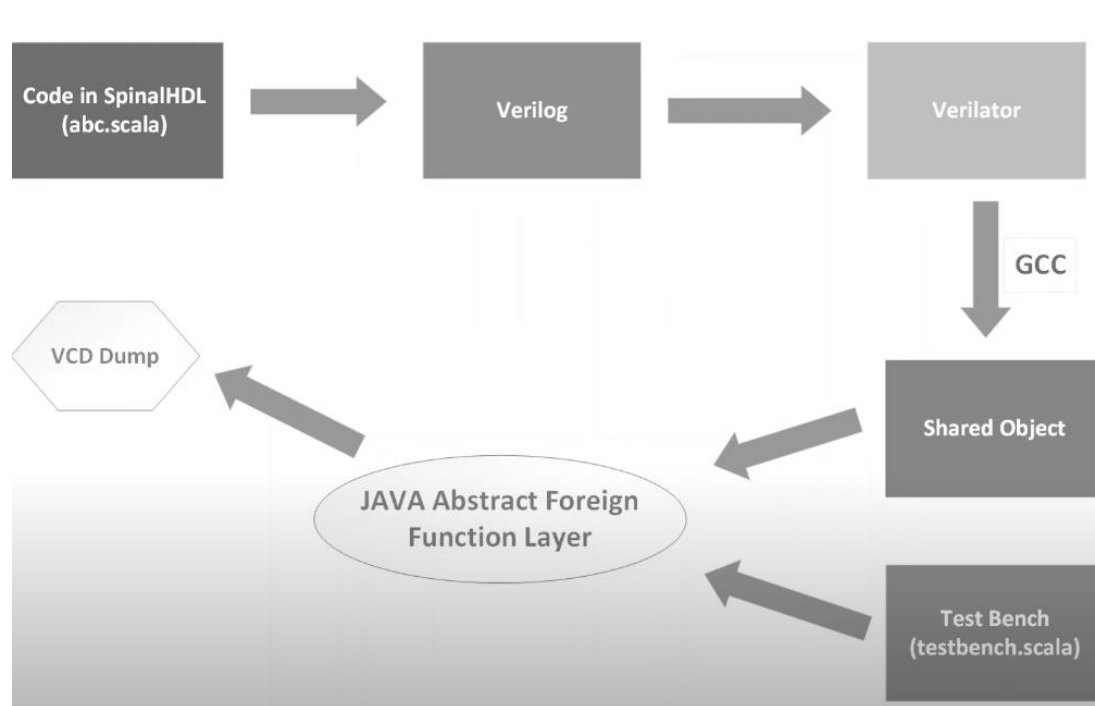 Code in SpinalHDL
(abc.scala)
Verilog
Verilator
GCC
VCD Dump
Shared Object
JAVA Abstract Foreign
Function Layer
Test Bench
(testbench.scala)